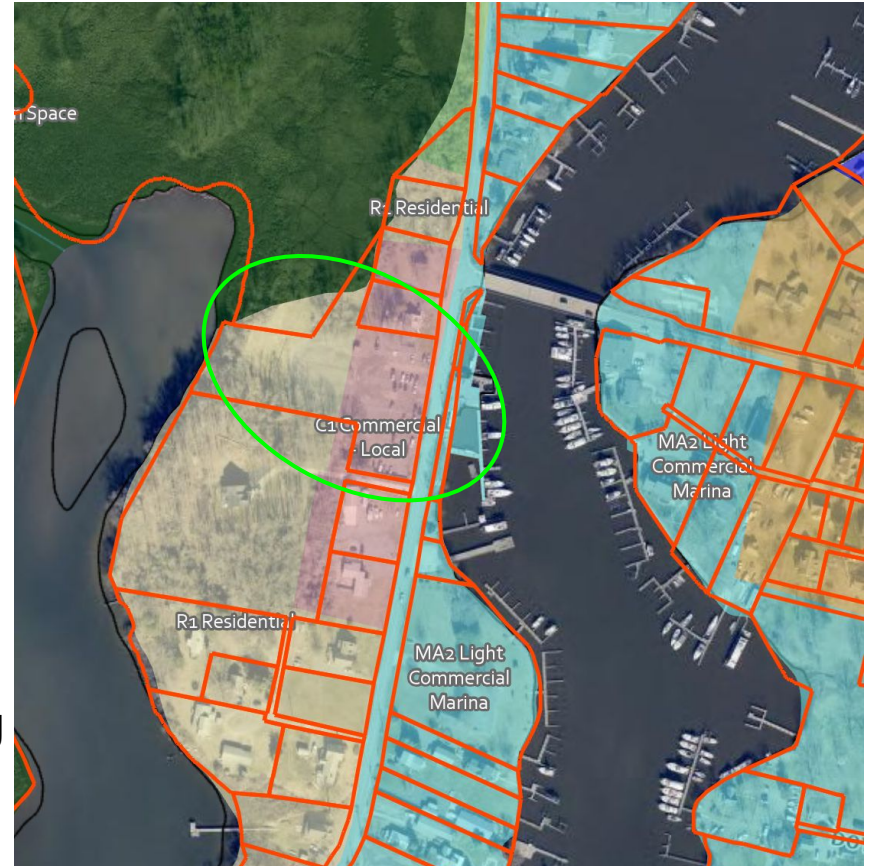 Space
R1 Residential
C1 Commercial
- Local
MA2 Light
Commercial
Marina
R1 Residential
MA2 Light
Commercial
Marina